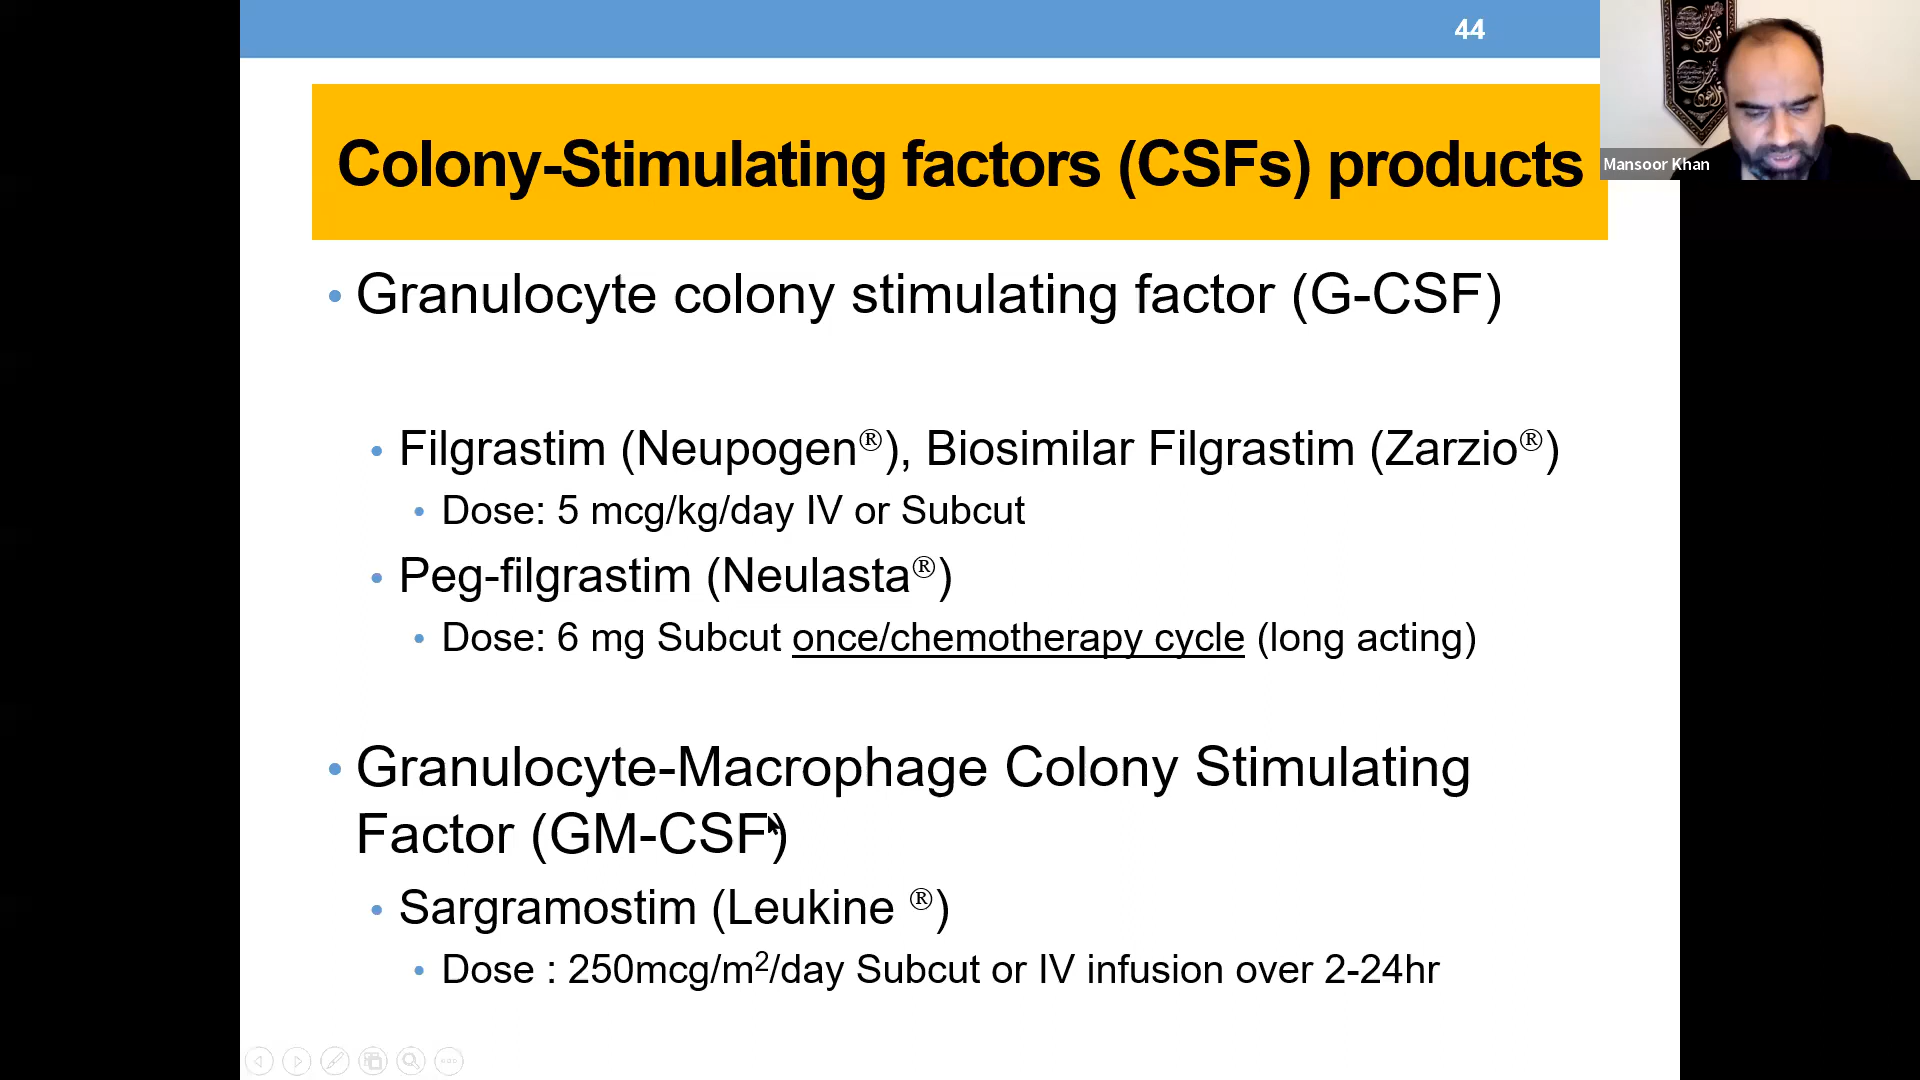 44
Colony-Stimulating factors (CSFs) products
Mansoor Khan
• Granulocyte colony stimulating factor (G-CSF)
• Filgrastim (Neupogen®), Biosimilar Filgrastim (Zarzio®)
• Dose: 5 mcg/kg/day IV or Subcut
• Peg-filgrastim (Neulasta®)
• Dose: 6 mg Subcut once/chemotherapy cycle (long acting)
• Granulocyte-Macrophage Colony Stimulating
Factor (GM-CSF)
• Sargramostim (Leukine ®)
• Dose : 250mcg/m²/day Subcut or IV infusion over 2-24hr